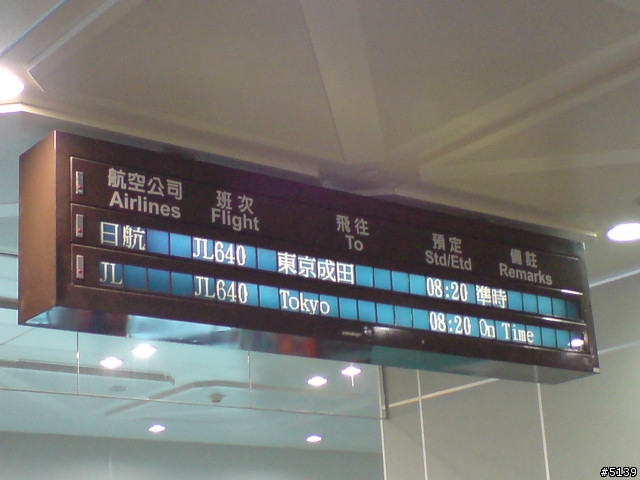 航空公司 班次 飛往 預定 備註
Airlines Flight To Std/Etd Remarks
日航 JL640 東京成田 08:20 準時
JL JL640 Tokyo 08:20 On Time
#5139